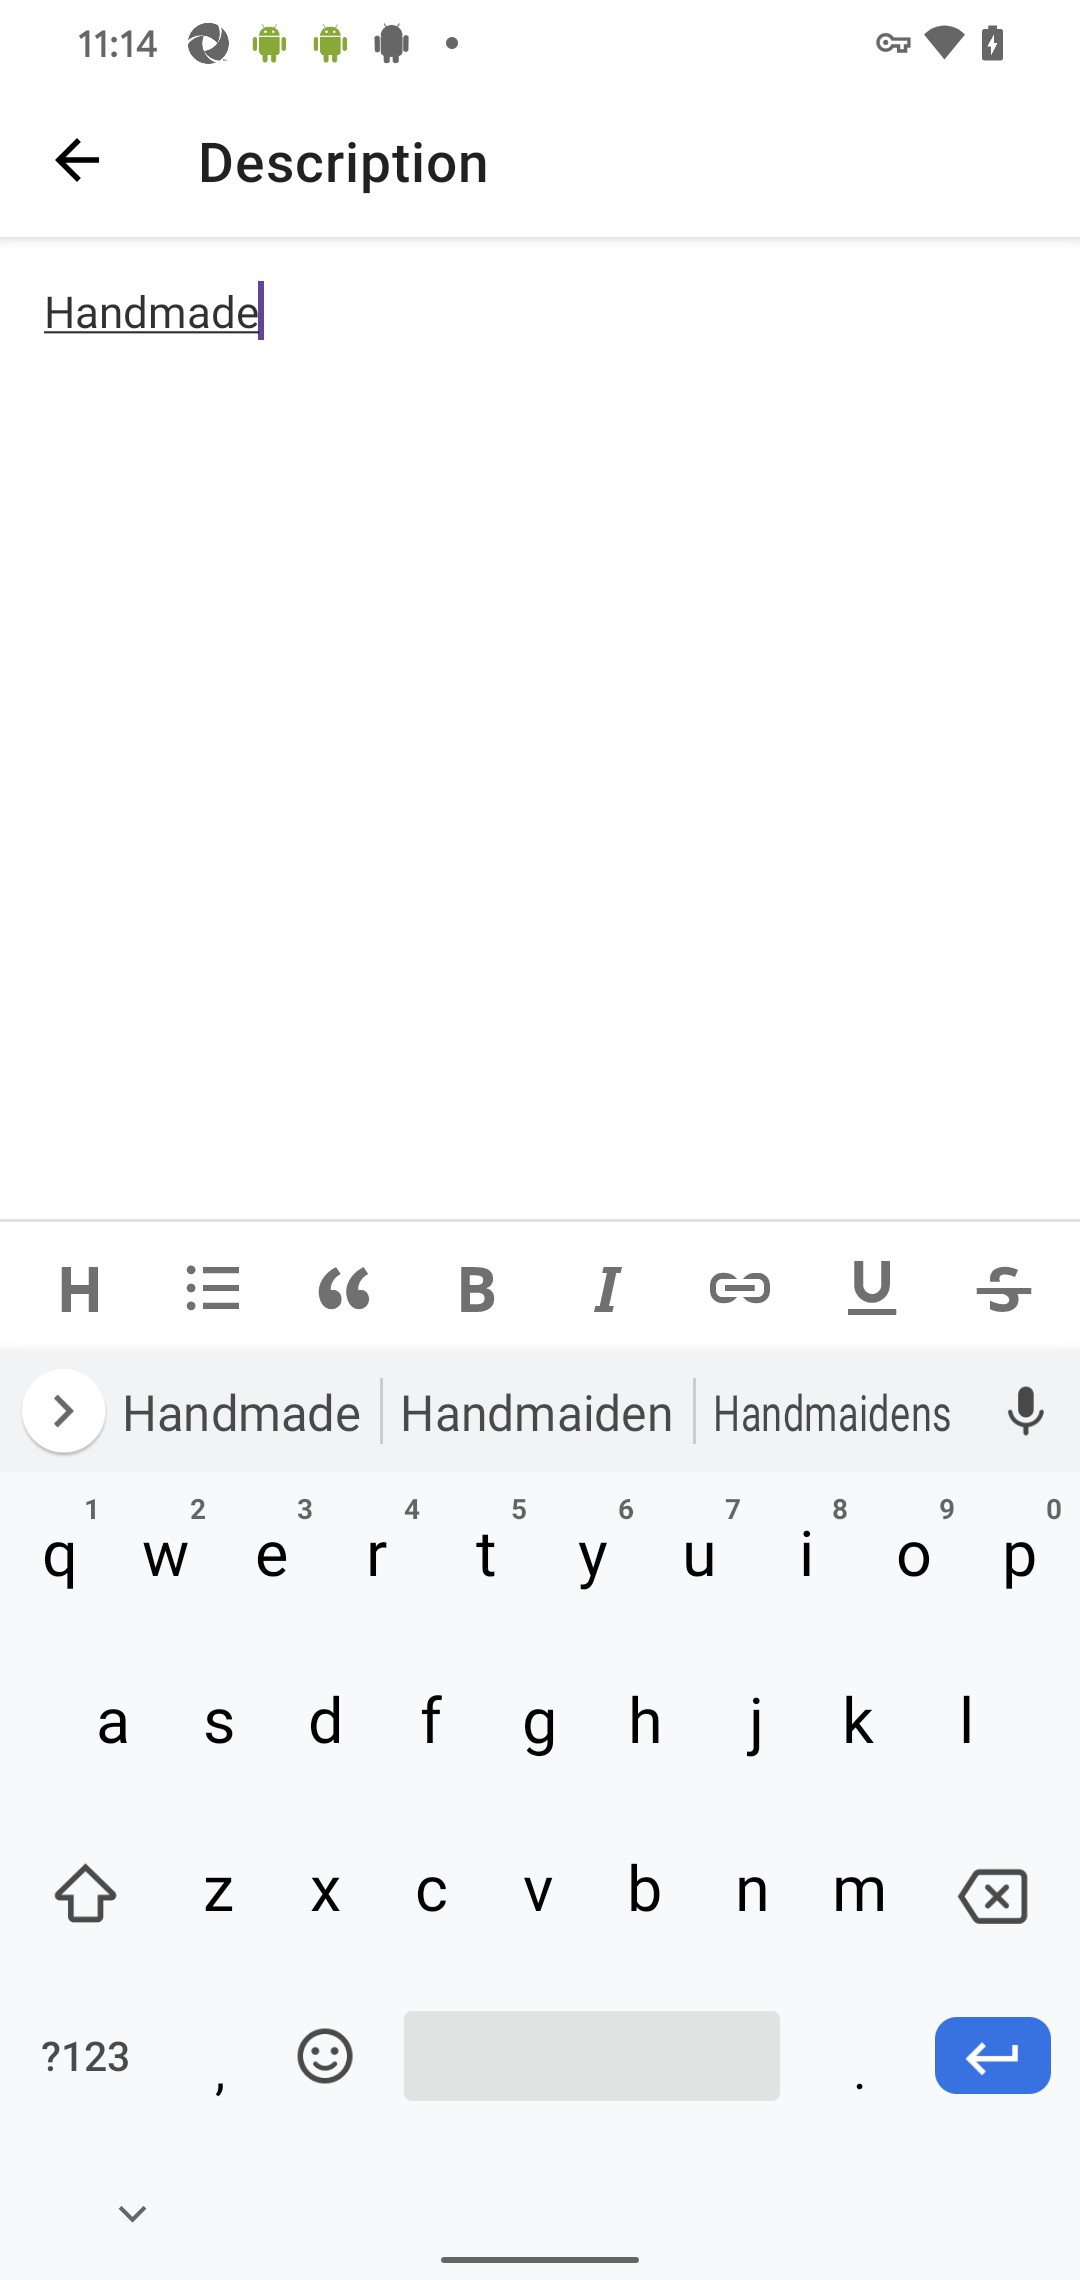 11:14
Description
Handmade
H B I U S
Handmade Handmaiden Handmaidens
1 2 3 4 5 6 7 8 9 0
q w e r t y u i o p
a s d f g h j k l
z x c v b n m
?123 , .